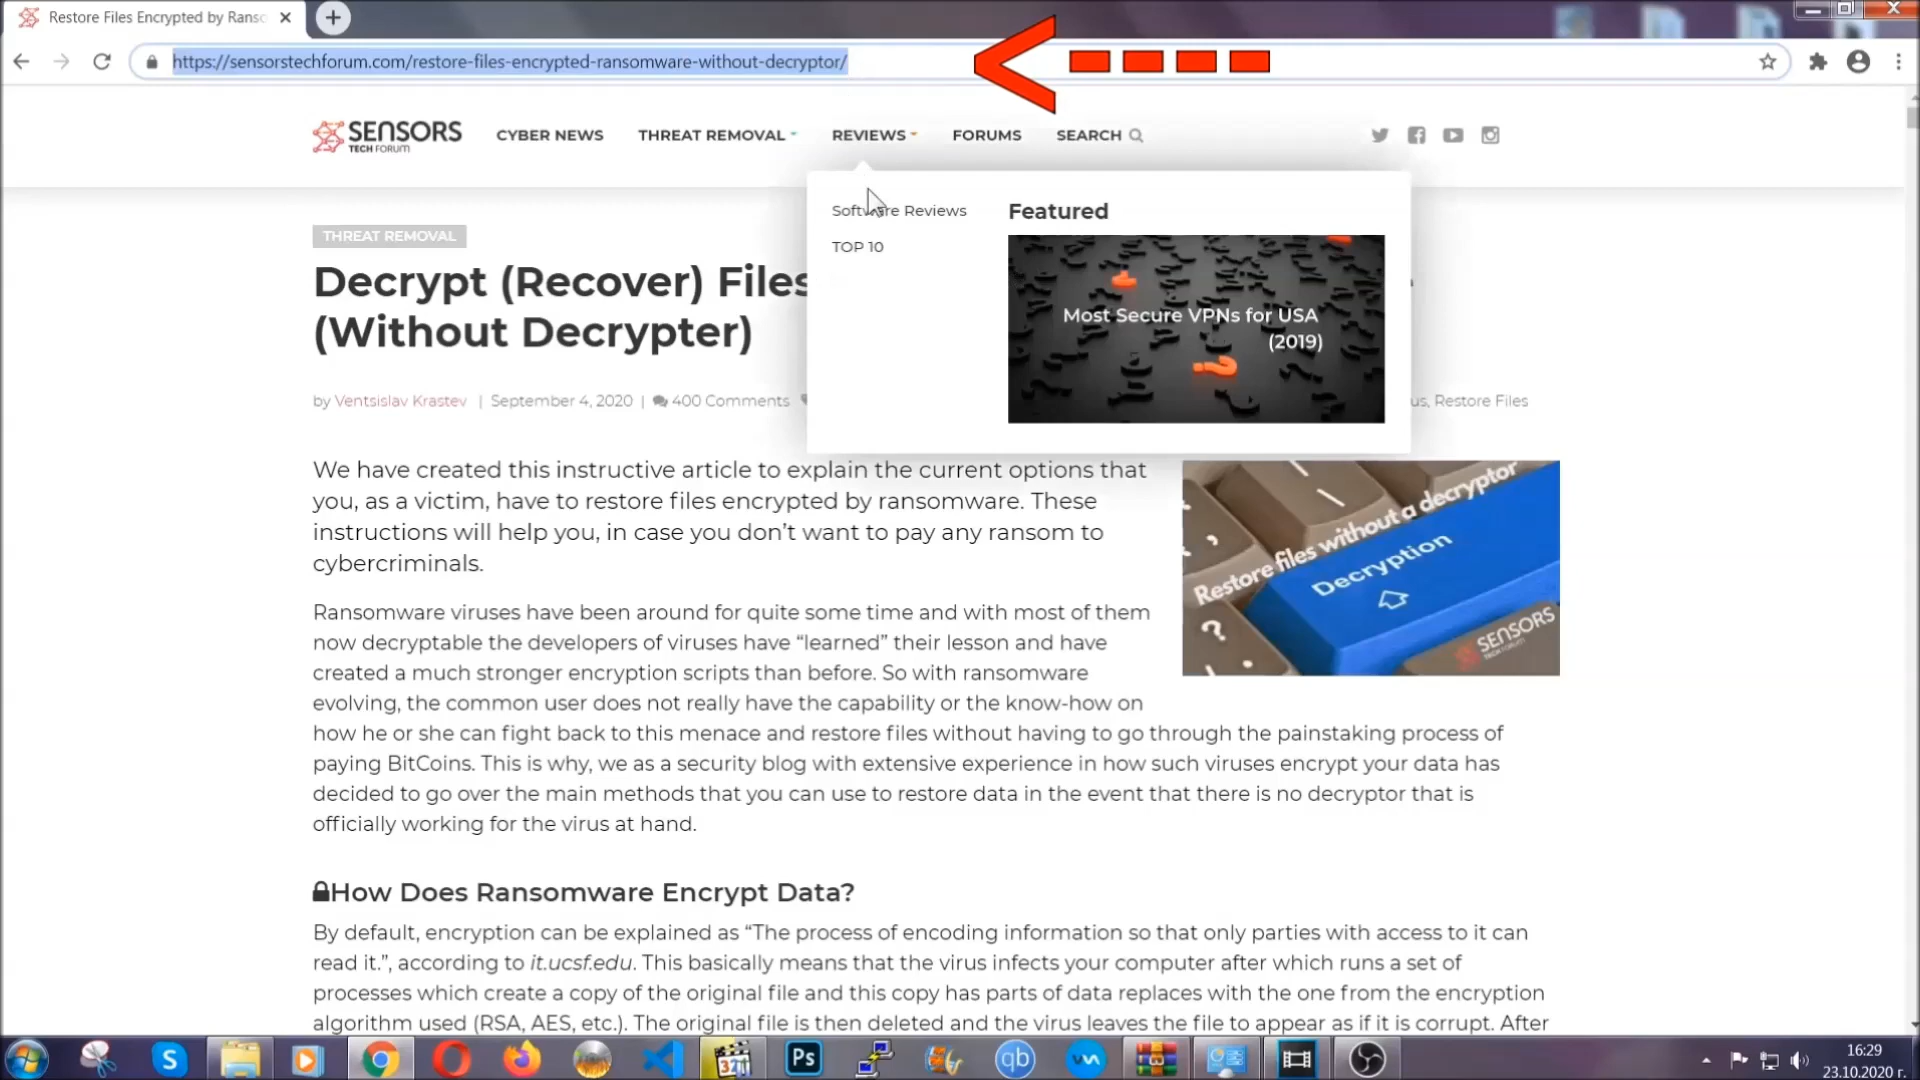 Restore Files Encrypted by Ranso
https://sensorstechforum.com/restore-files-encrypted-ransomware-without-decryptor/
SENSORS
TECH FORUM
CYBER NEWS
THREAT REMOVAL
REVIEWS
FORUMS
SEARCH
Software Reviews
TOP 10
Featured
Most Secure VPNs for USA
(2019)
THREAT REMOVAL
Decrypt (Recover) Files
(Without Decrypter)
by Ventsislav Krastev | September 4, 2020 | 400 Comments
us, Restore Files
We have created this instructive article to explain the current options that
you, as a victim, have to restore files encrypted by ransomware. These
instructions will help you, in case you don’t want to pay any ransom to
cybercriminals.
Restore files without a decryptor
Decryption
SENSORS
TECH FORUM
Ransomware viruses have been around for quite some time and with most of them
now decryptable the developers of viruses have “learned” their lesson and have
created a much stronger encryption scripts than before. So with ransomware
evolving, the common user does not really have the capability or the know-how on
how he or she can fight back to this menace and restore files without having to go through the painstaking process of
paying BitCoins. This is why, we as a security blog with extensive experience in how such viruses encrypt your data has
decided to go over the main methods that you can use to restore data in the event that there is no decryptor that is
officially working for the virus at hand.
How Does Ransomware Encrypt Data?
By default, encryption can be explained as “The process of encoding information so that only parties with access to it can
read it.”, according to it.ucsf.edu. This basically means that the virus infects your computer after which runs a set of
processes which create a copy of the original file and this copy has parts of data replaces with the one from the encryption
algorithm used (RSA, AES, etc.). The original file is then deleted and the virus leaves the file to appear as if it is corrupt. After
S
321
Ps
qb
16:29
23.10.2020 г.